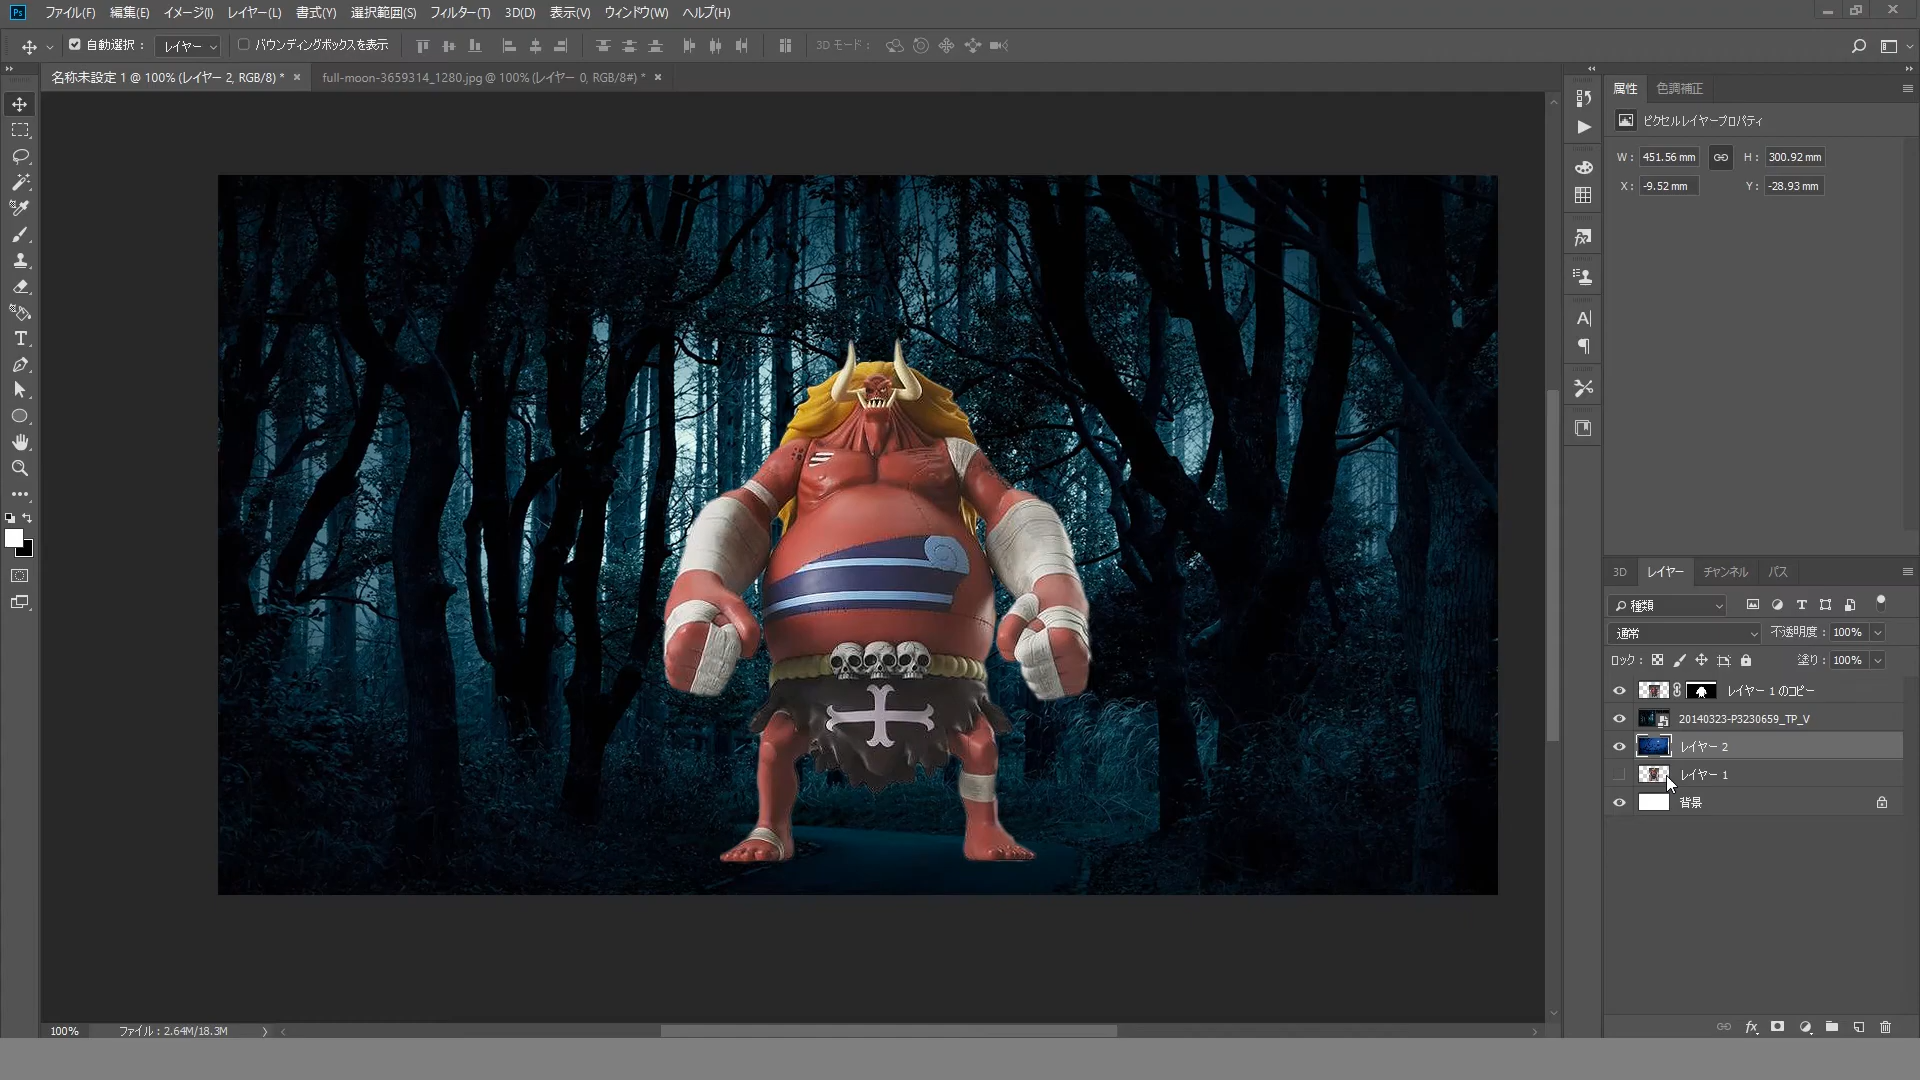 Ps ファイル(F) 編集(E) イメージ(I) レイヤー(L) 書式(Y) 選択範囲(S) フィルター(T) 3D(D) 表示(V) ウィンドウ(W) ヘルプ(H)
自動選択： レイヤー バウンディングボックスを表示 3D モード：
名称未設定 1 @ 100% (レイヤー 2, RGB/8) * × full-moon-3659314_1280.jpg @ 100% (レイヤー 0, RGB/8#) * ×
属性 色調補正
ピクセルレイヤープロパティ
W： 451.56 mm H： 300.92 mm
X： -9.52 mm Y： -28.93 mm
3D レイヤー チャンネル パス
種類
通常 不透明度： 100%
ロック： 塗り： 100%
レイヤー 1 のコピー
20140323-P3230659_TP_V
レイヤー 2
レイヤー 1
背景
100% ファイル：2.64M/18.3M